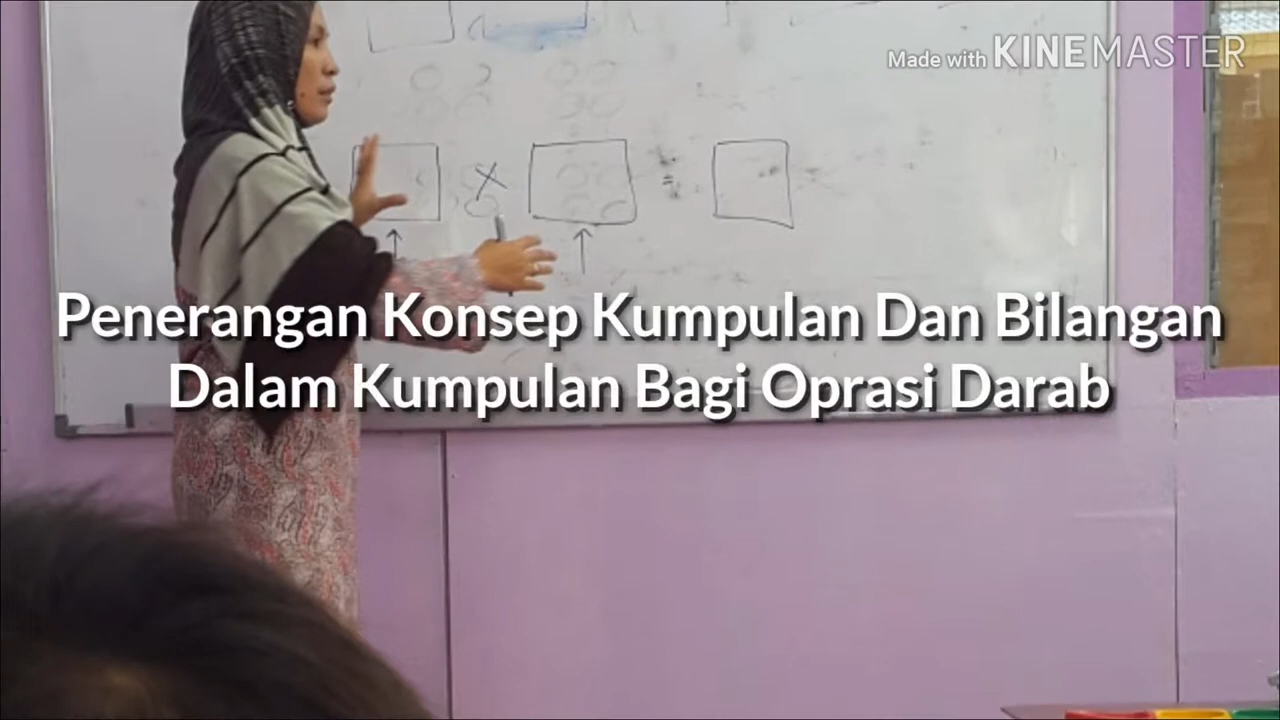 Made with KINEMASTER
×
=
Penerangan Konsep Kumpulan Dan Bilangan
Dalam Kumpulan Bagi Oprasi Darab